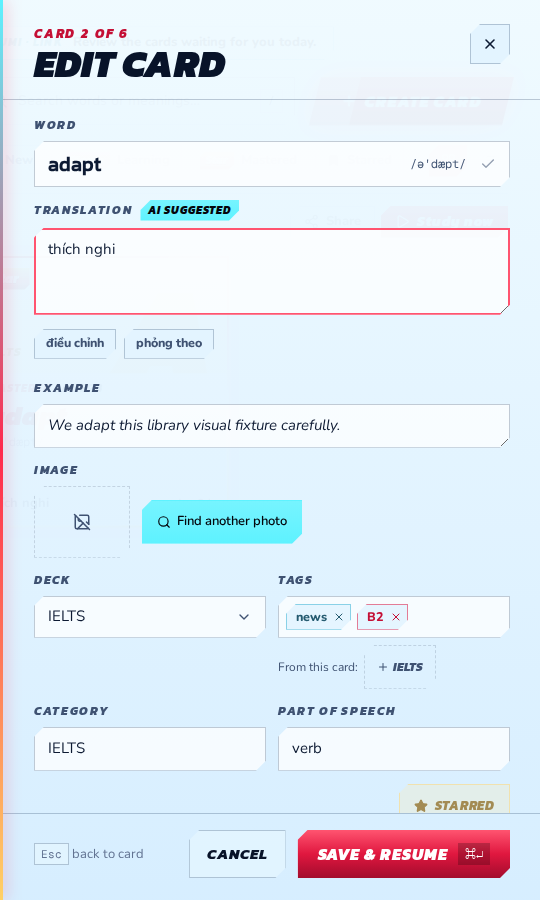 CARD 2 OF 6
EDIT CARD
WORD
adapt /əˈdæpt/
TRANSLATION AI SUGGESTED
thích nghi
điều chỉnh phỏng theo
EXAMPLE
We adapt this library visual fixture carefully.
IMAGE
Find another photo
DECK TAGS
IELTS news B2
From this card: + IELTS
CATEGORY PART OF SPEECH
IELTS verb
STARRED
Esc back to card CANCEL SAVE & RESUME ⌘↵